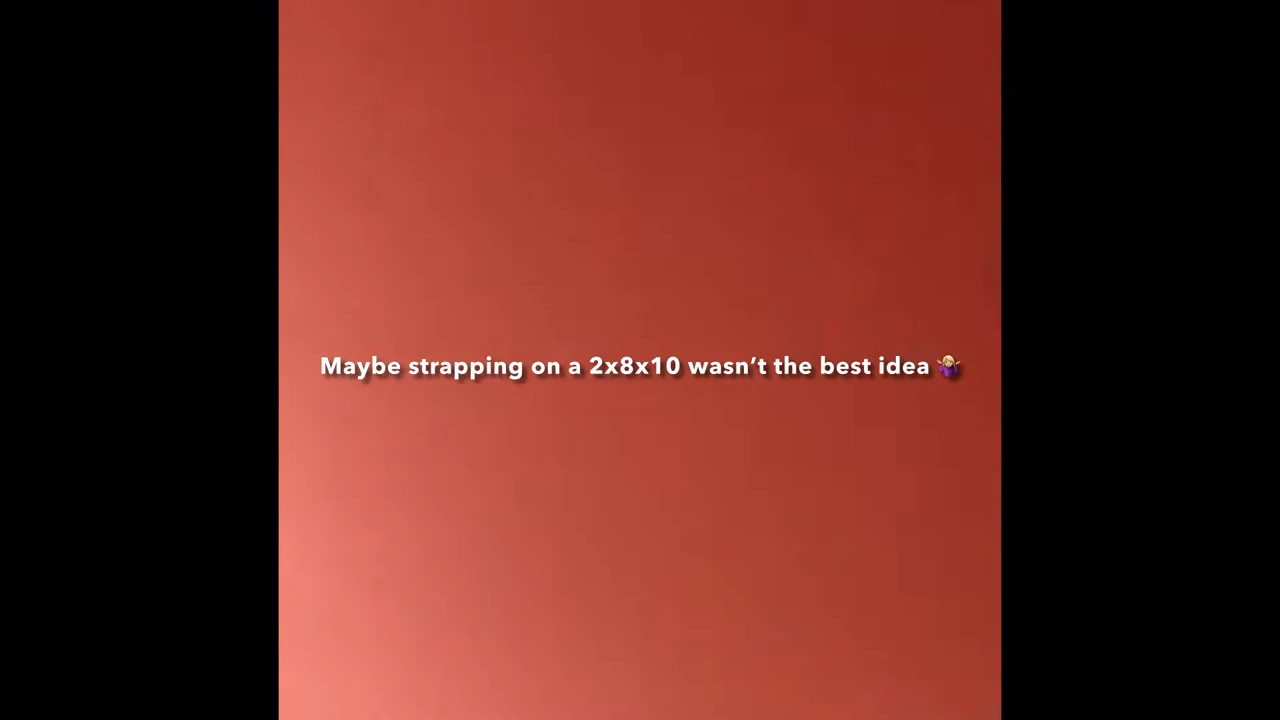 Maybe strapping on a 2x8x10 wasn’t the best idea 🤷🏼‍♀️